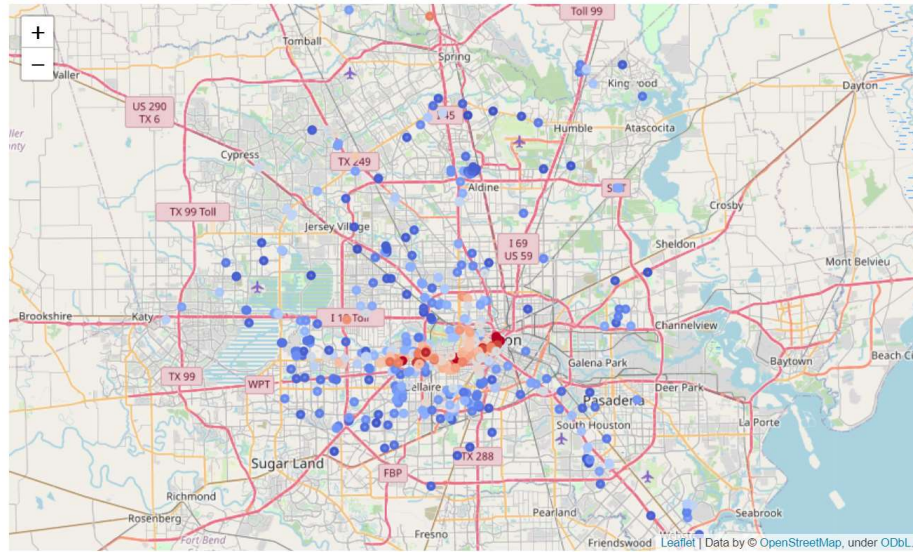 +
−
Toll 99
Tomball
Spring
Waller
Dayton
US 290
TX 6
I 45
Humble
Atascocita
Cypress
TX 249
Aldine
Crosby
TX 99 Toll
Jersey Village
I 69
US 59
Sheldon
Mont Belvieu
Brookshire
Katy
Channelview
Galena Park
Baytown
Beach C
TX 99
WPT
ellaire
Deer Park
Pasadena
La Porte
South Houston
Sugar Land
TX 288
FBP
Richmond
Rosenberg
Pearland
Seabrook
Fresno
Friendswood
Fort Bend
Leaflet | Data by © OpenStreetMap, under ODbL.